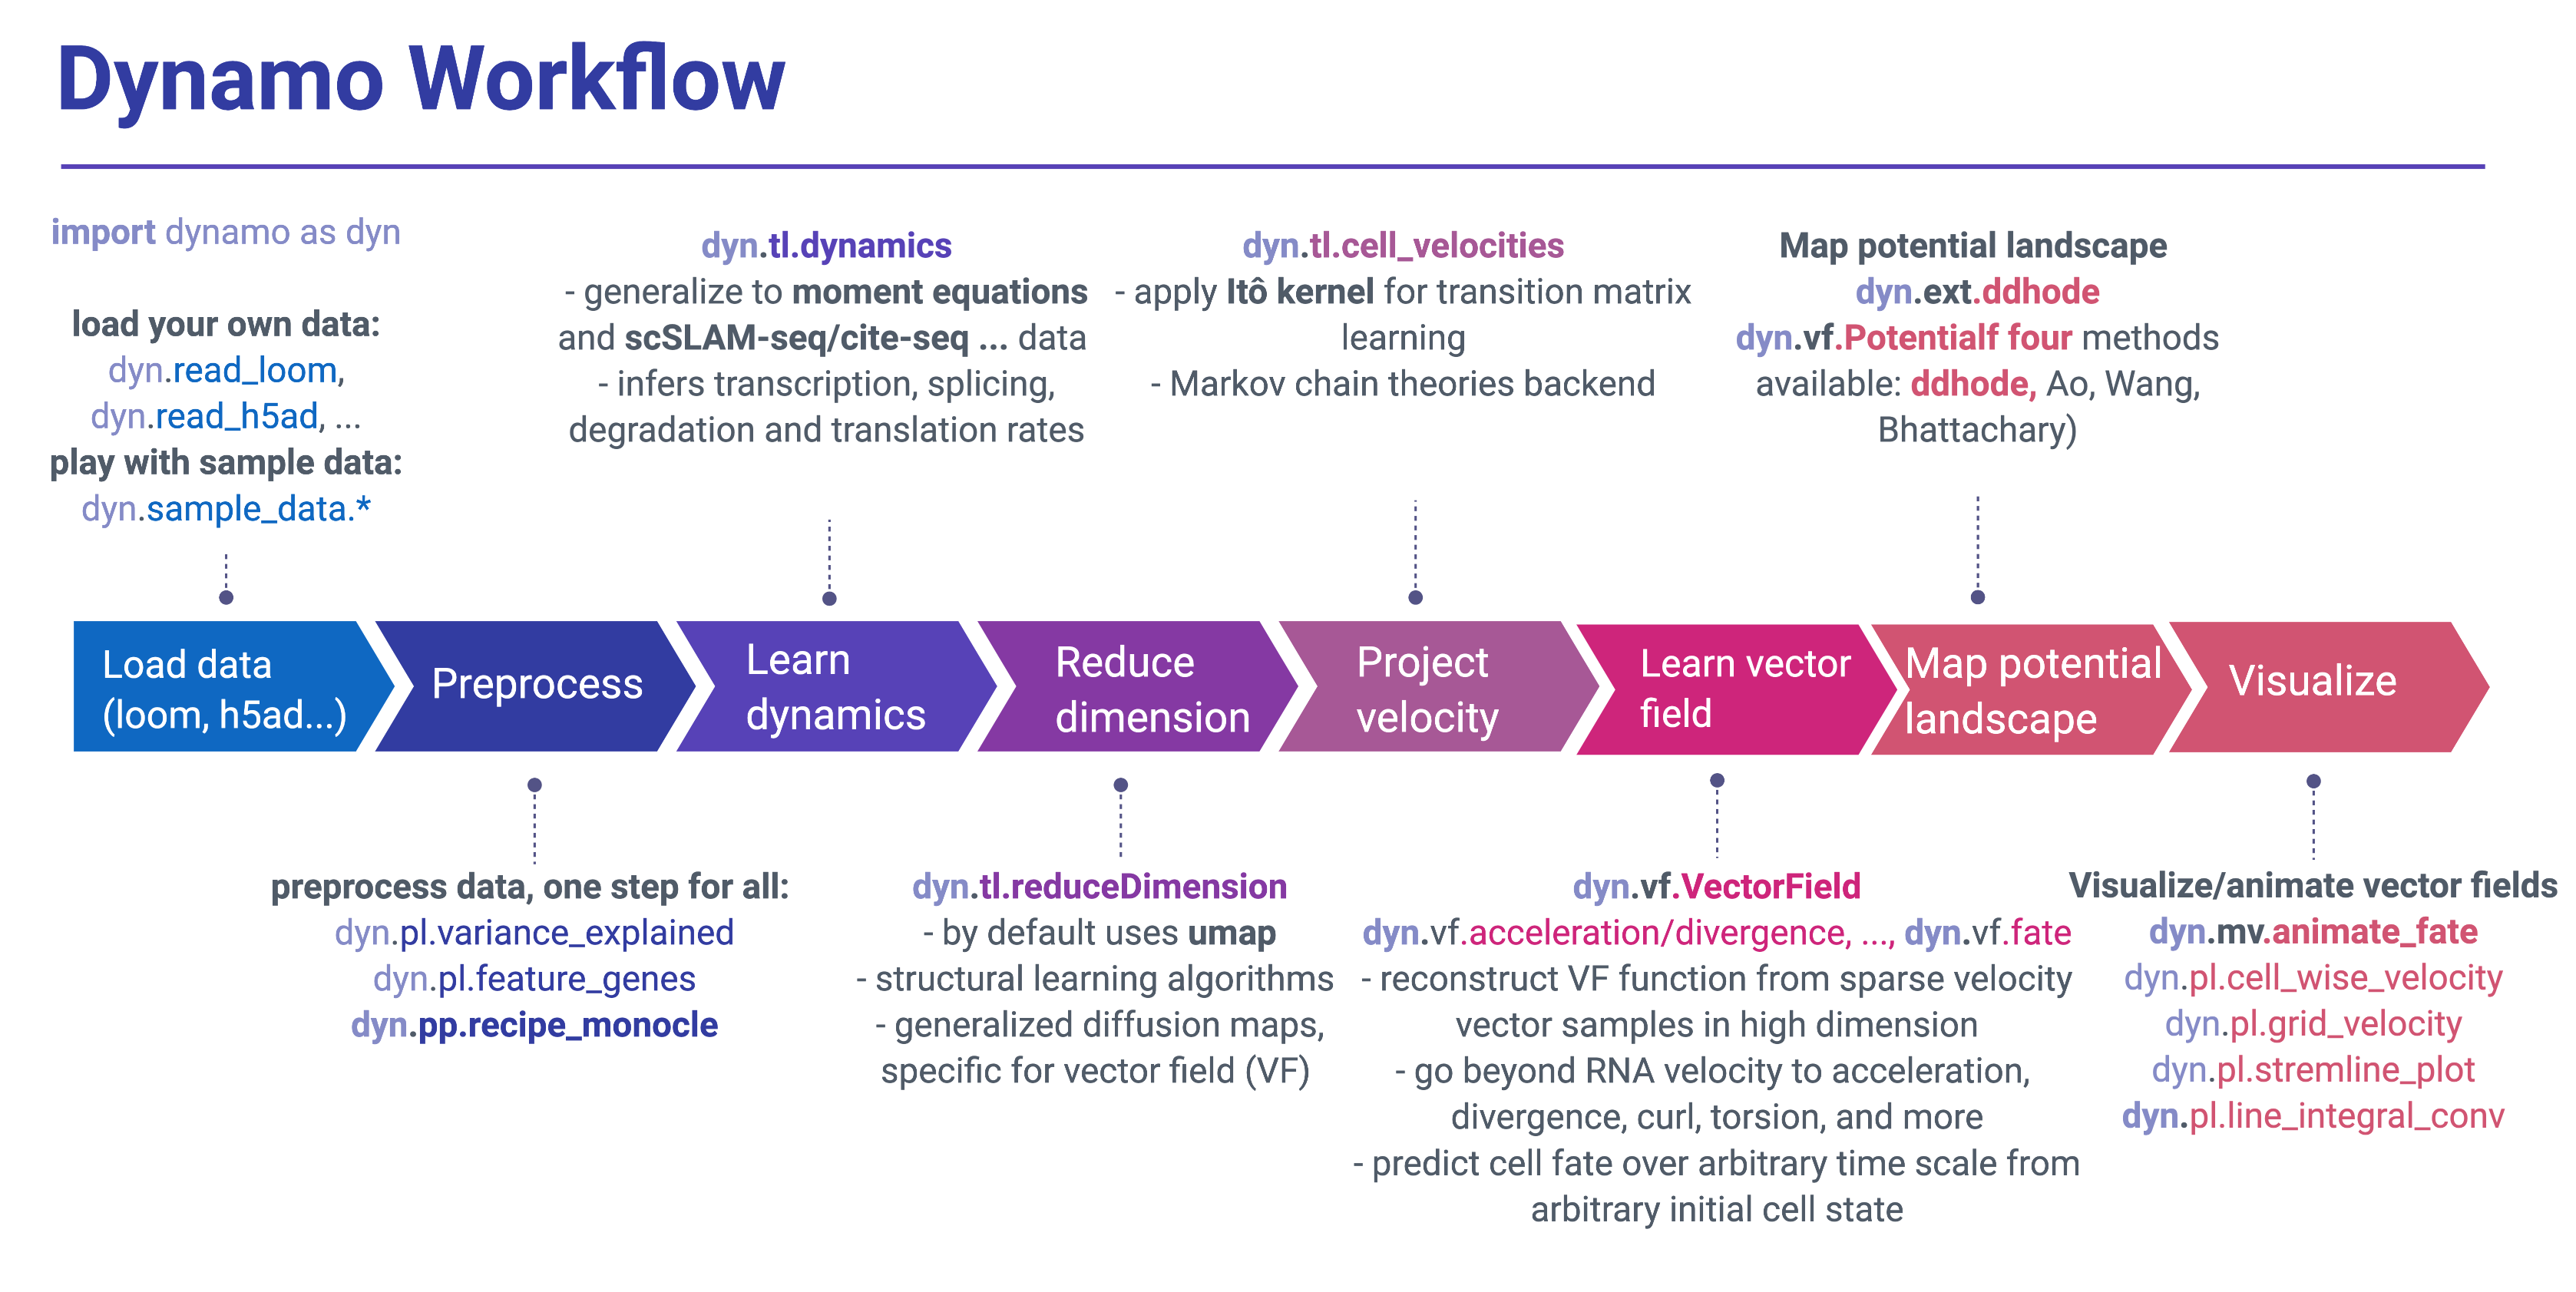 Dynamo Workflow
import dynamo as dyn
load your own data:
dyn.read_loom,
dyn.read_h5ad, ...
play with sample data:
dyn.sample_data.*
dyn.tl.dynamics
- generalize to moment equations
and scSLAM-seq/cite-seq ... data
- infers transcription, splicing,
degradation and translation rates
dyn.tl.cell_velocities
- apply Itô kernel for transition matrix
learning
- Markov chain theories backend
Map potential landscape
dyn.ext.ddhode
dyn.vf.Potentialf four methods
available: ddhode, Ao, Wang,
Bhattachary)
Load data
(loom, h5ad...)
Preprocess
Learn
dynamics
Reduce
dimension
Project
velocity
Learn vector
field
Map potential
landscape
Visualize
preprocess data, one step for all:
dyn.pl.variance_explained
dyn.pl.feature_genes
dyn.pp.recipe_monocle
dyn.tl.reduceDimension
- by default uses umap
- structural learning algorithms
- generalized diffusion maps,
specific for vector field (VF)
dyn.vf.VectorField
dyn.vf.acceleration/divergence, ..., dyn.vf.fate
- reconstruct VF function from sparse velocity
vector samples in high dimension
- go beyond RNA velocity to acceleration,
divergence, curl, torsion, and more
- predict cell fate over arbitrary time scale from
arbitrary initial cell state
Visualize/animate vector fields
dyn.mv.animate_fate
dyn.pl.cell_wise_velocity
dyn.pl.grid_velocity
dyn.pl.stremline_plot
dyn.pl.line_integral_conv